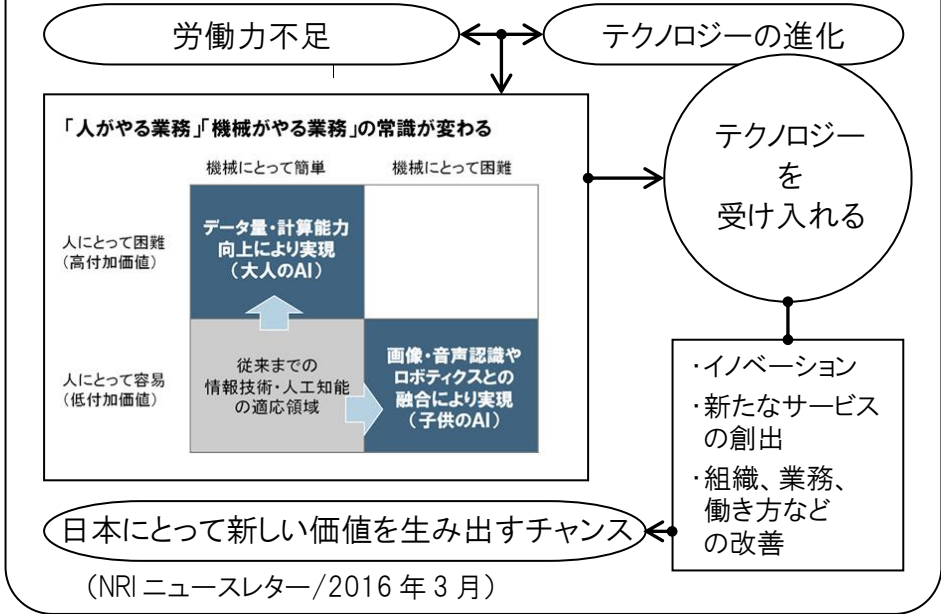 労働力不足
テクノロジーの進化
「人がやる業務」「機械がやる業務」の常識が変わる
機械にとって簡単
機械にとって困難
人にとって困難
(高付加価値)
データ量・計算能力
向上により実現
(大人のAI)
人にとって容易
(低付加価値)
従来までの
情報技術・人工知能
の適応領域
画像・音声認識や
ロボティクスとの
融合により実現
(子供のAI)
テクノロジー
を
受け入れる
・イノベーション
・新たなサービス
の創出
・組織、業務、
働き方など
の改善
日本にとって新しい価値を生み出すチャンス
(NRIニュースレター/2016年3月)